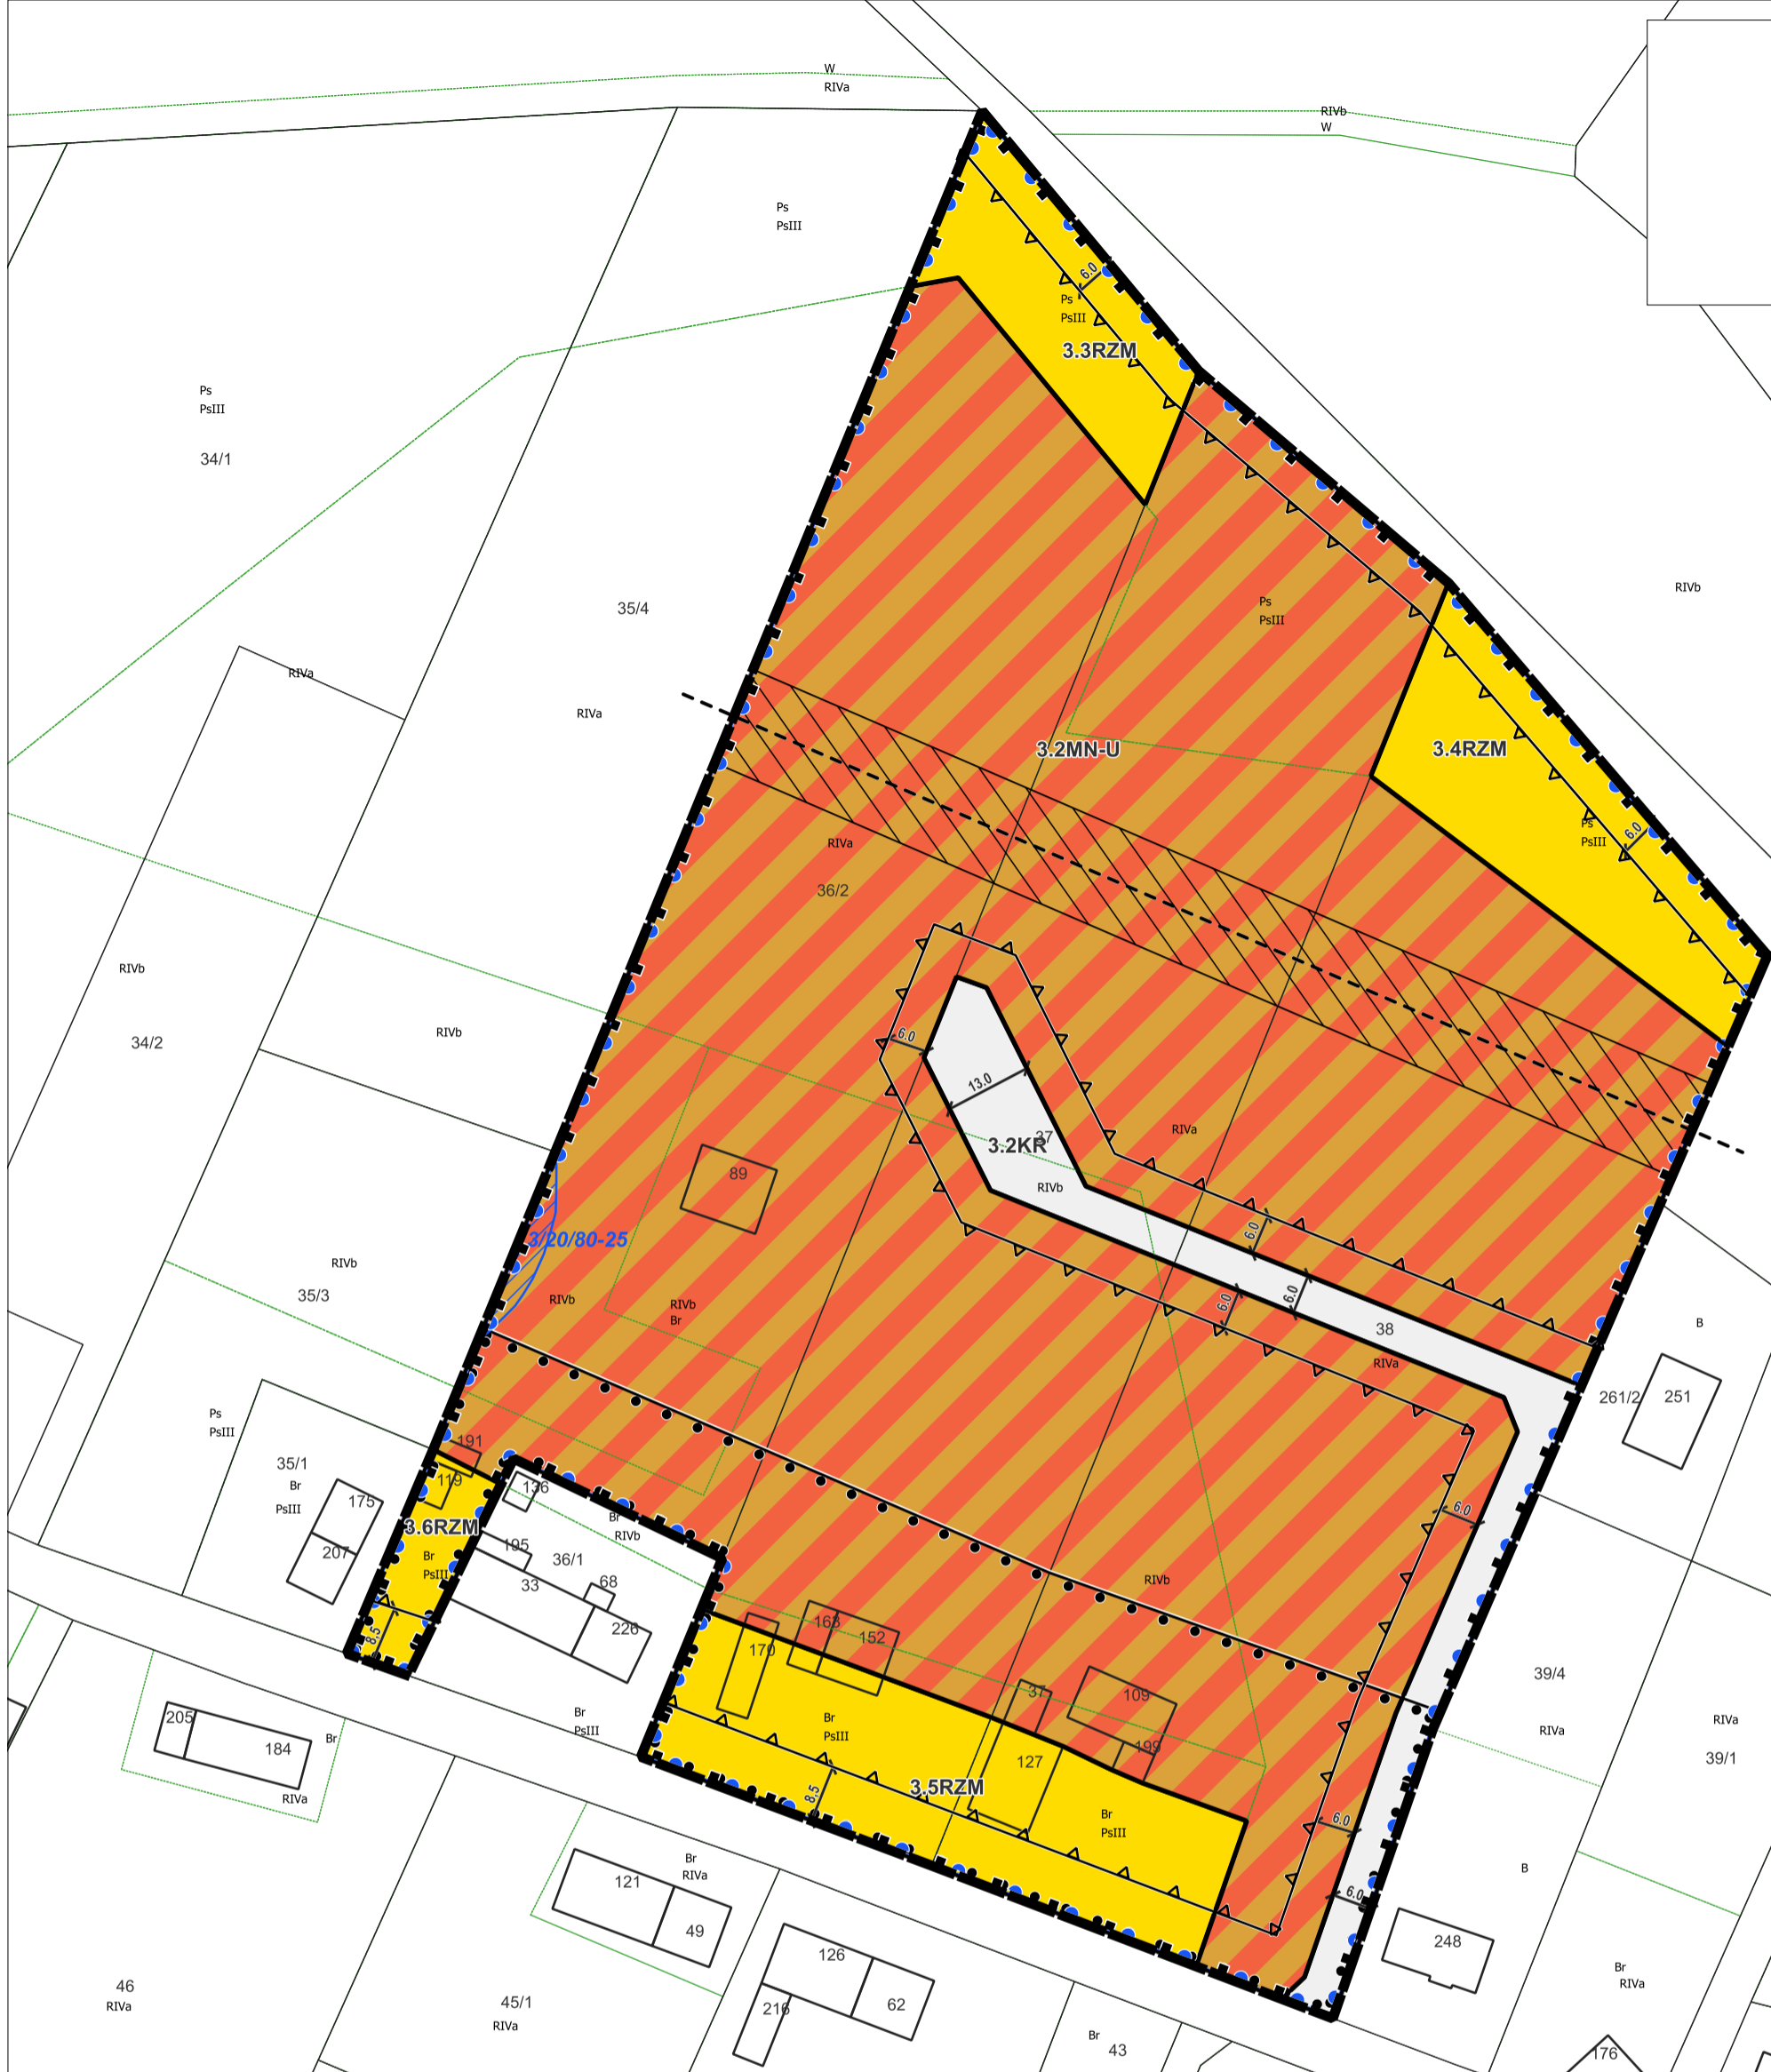 W
RIVa
RIVb
W
Ps
PsIII
6.0
Ps
PsIII
3.3RZM
Ps
PsIII
34/1
RIVb
Ps
PsIII
35/4
RIVa
RIVa
3.2MN-U
3.4RZM
Ps
PsIII
6.0
RIVa
36/2
RIVb
34/2
RIVb
6.0
13.0
37
3.2KR
RIVa
RIVb
89
3/20/80-25
6.0
RIVb
35/3
RIVb
RIVb
Br
6.0
6.0
38
B
RIVa
261/2
251
Ps
PsIII
191
35/1
119
Br
PsIII
175
136
6.0
Br
RIVb
3.6RZM
195
36/1
207
Br
PsIII
33
68
RIVb
226
8.5
163
152
170
39/4
37
109
205
Br
PsIII
Br
PsIII
RIVa
RIVa
184
Br
199
127
39/1
3.5RZM
RIVa
8.5
Br
PsIII
6.0
Br
RIVa
B
121
6.0
49
248
126
46
RIVa
Br
RIVa
45/1
216
62
RIVa
Br
43
176